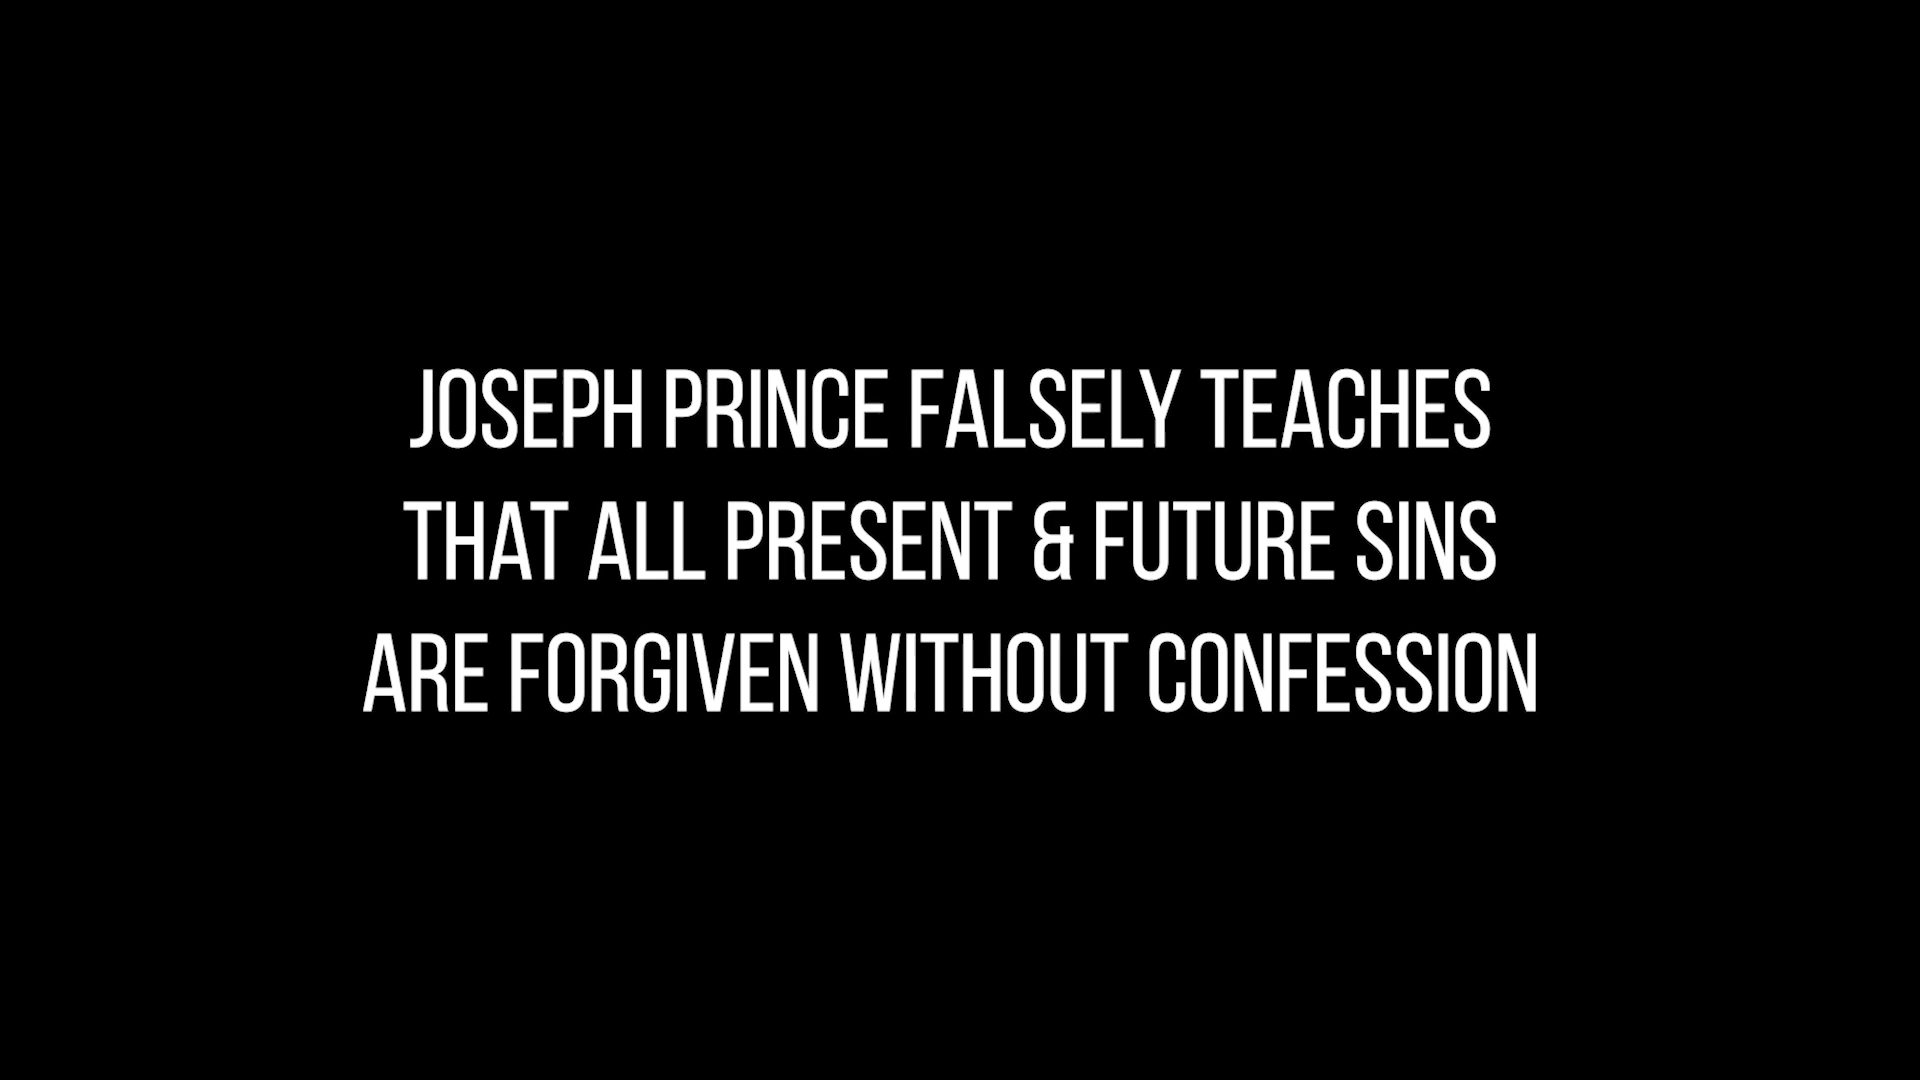 JOSEPH PRINCE FALSELY TEACHES
THAT ALL PRESENT & FUTURE SINS
ARE FORGIVEN WITHOUT CONFESSION